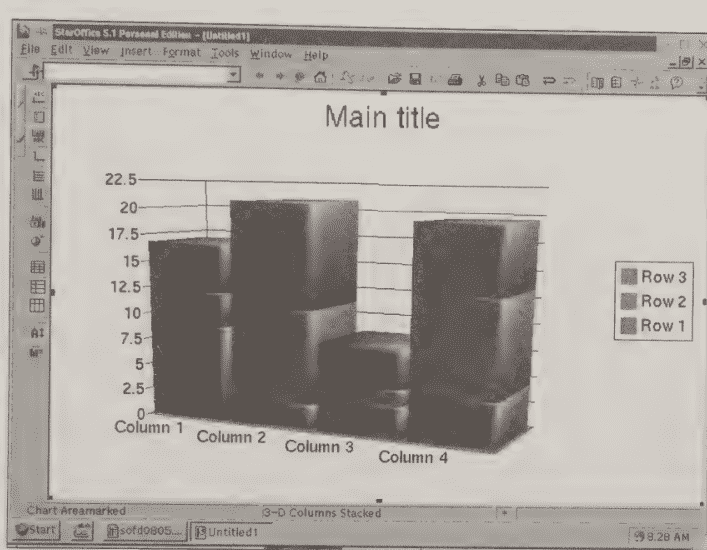 StarOffice 5.1 Personal Edition - [Untitled1]
File Edit View Insert Format Tools Window Help
Main title
22.5
20
17.5
15
12.5
10
7.5
5
2.5
0
Column 1
Column 2
Column 3
Column 4
Row 3
Row 2
Row 1
Chart Areamarked
3-D Columns Stacked
*
Start
sofd0805....
Untitled1
8:28 AM